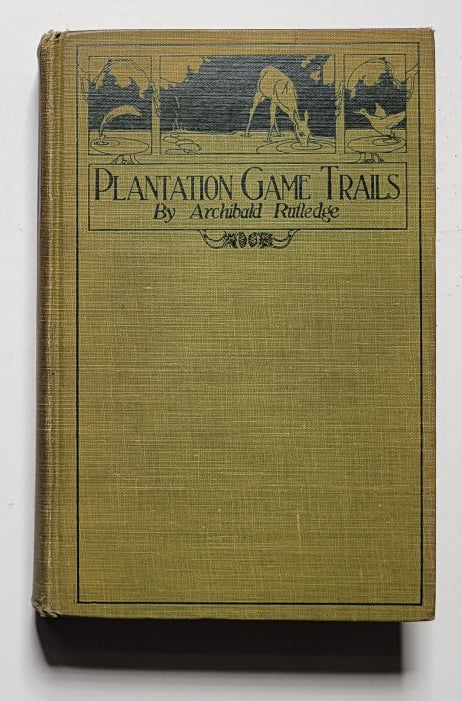 PLANTATION GAME TRAILS
By Archibald Rutledge